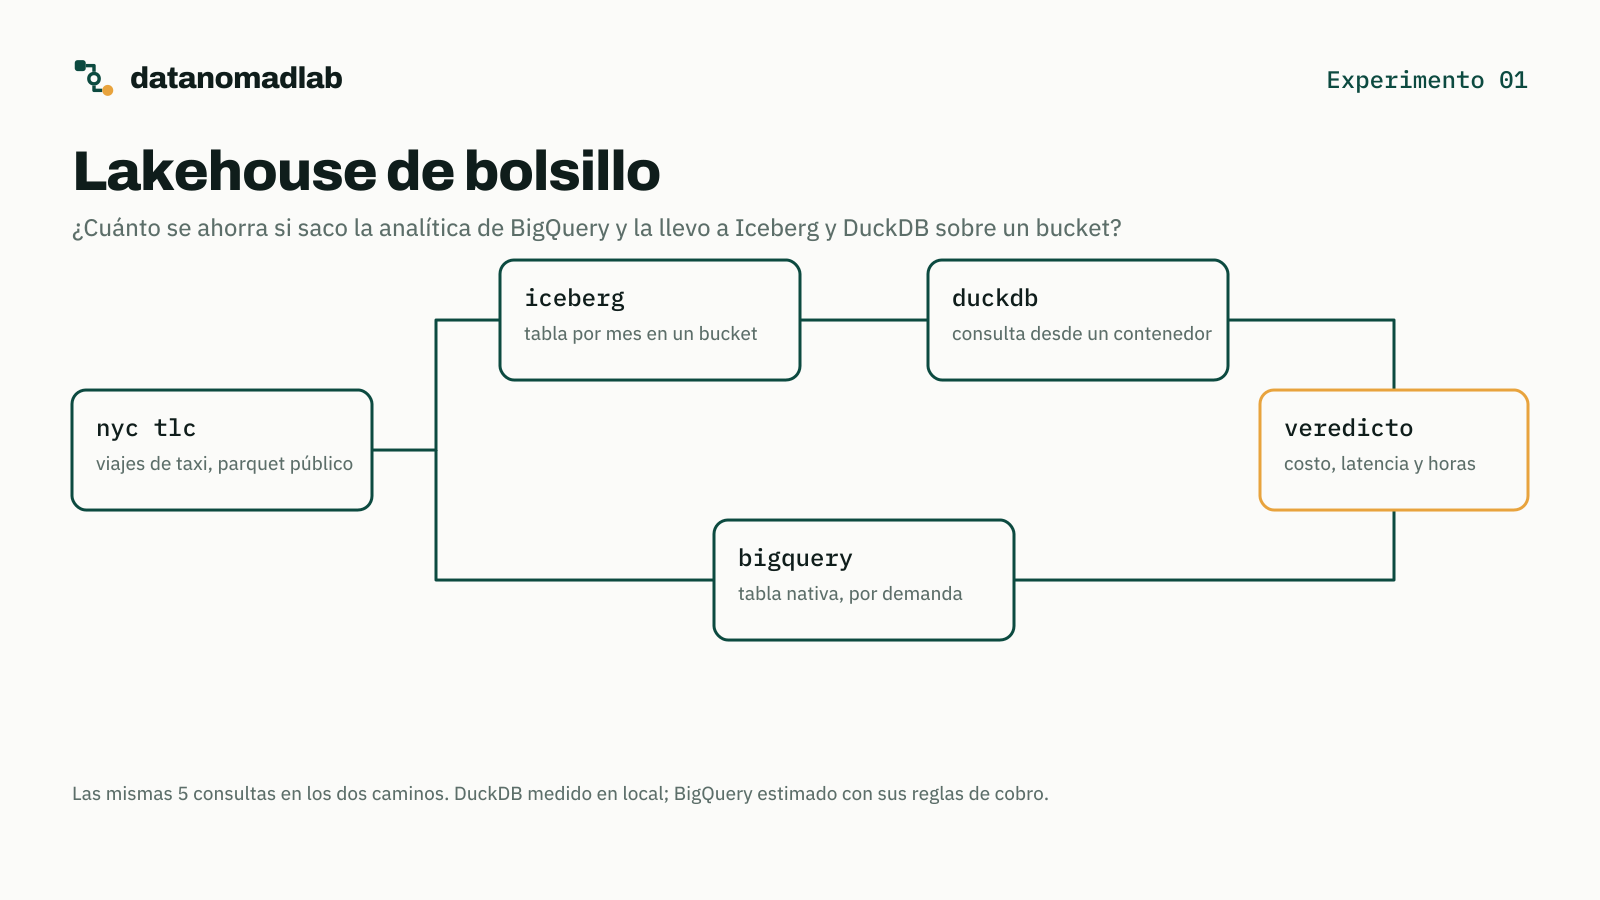 datanomadlab
Experimento 01
Lakehouse de bolsillo
¿Cuánto se ahorra si saco la analítica de BigQuery y la llevo a Iceberg y DuckDB sobre un bucket?
iceberg
tabla por mes en un bucket
duckdb
consulta desde un contenedor
nyc tlc
viajes de taxi, parquet público
veredicto
costo, latencia y horas
bigquery
tabla nativa, por demanda
Las mismas 5 consultas en los dos caminos. DuckDB medido en local; BigQuery estimado con sus reglas de cobro.